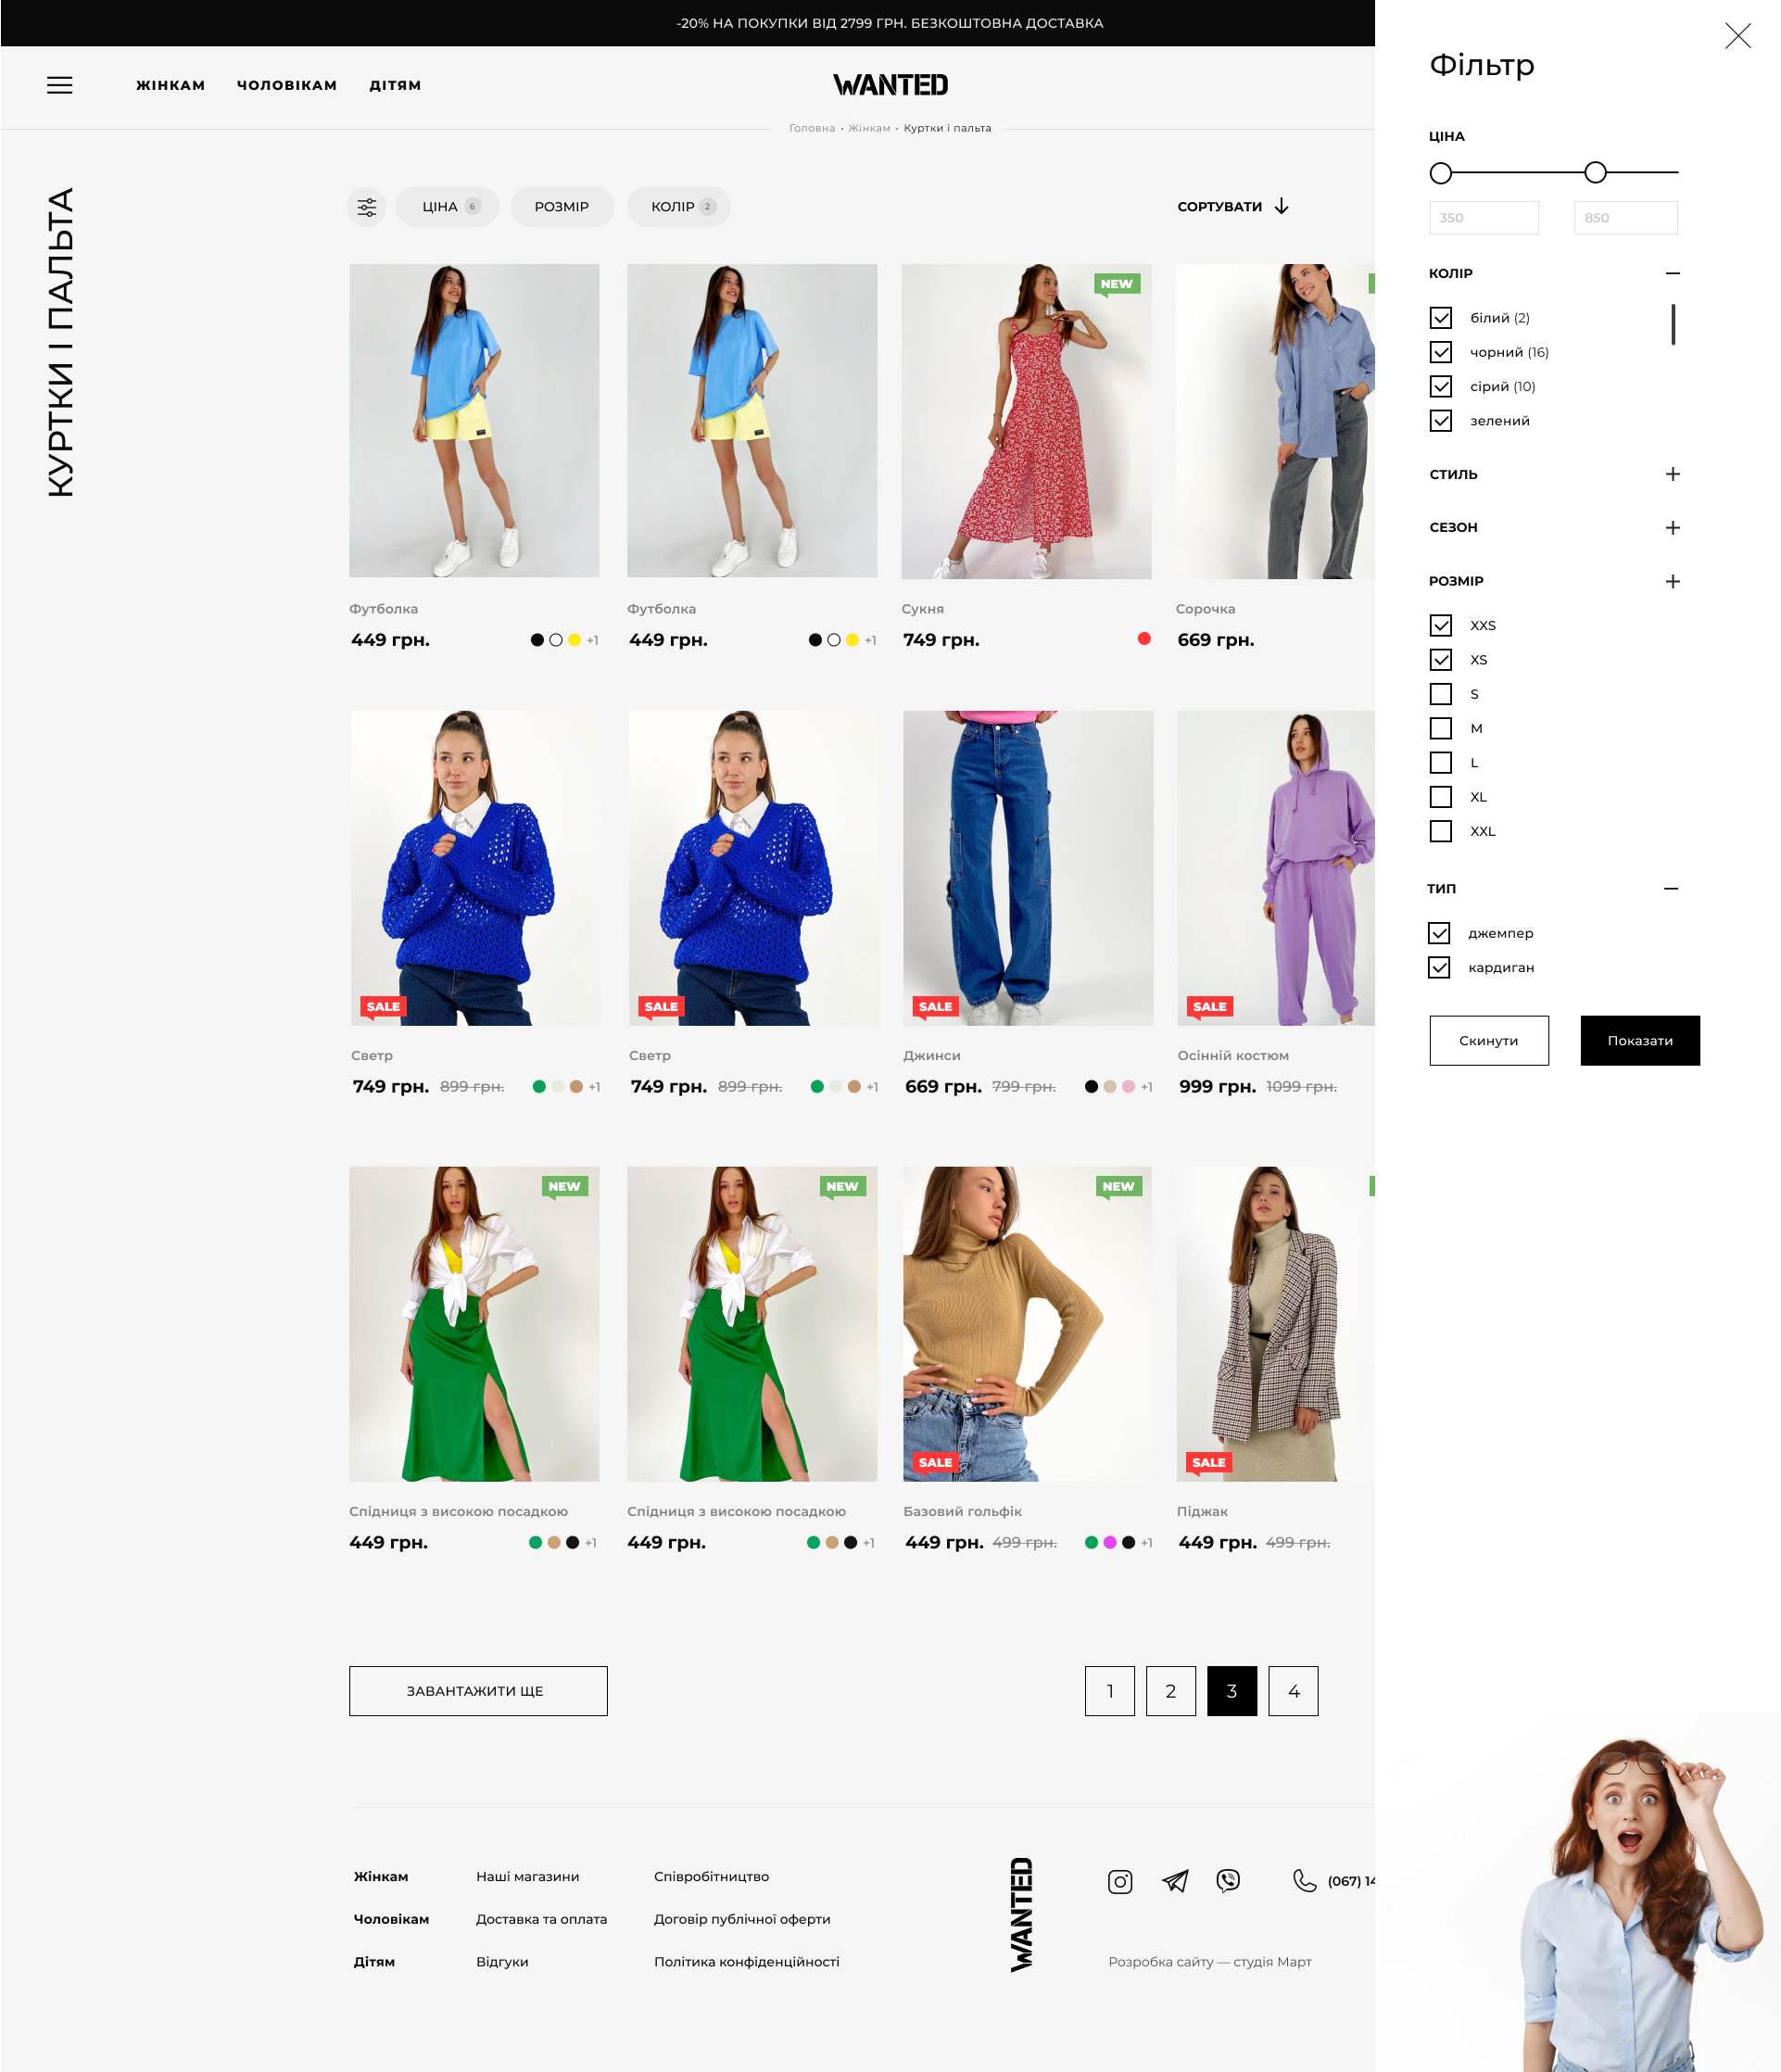 -20% НА ПОКУПКИ ВІД 2799 ГРН. БЕЗКОШТОВНА ДОСТАВКА
ЖІНКАМ ЧОЛОВІКАМ ДІТЯМ
WANTED
Головна • Жінкам • Куртки і пальта
КУРТКИ І ПАЛЬТА
ЦІНА 6 РОЗМІР КОЛІР 2 СОРТУВАТИ
NEW
Футболка Футболка Сукня Сорочка
449 грн. +1 449 грн. +1 749 грн. 669 грн.
SALE SALE SALE SALE
Светр Светр Джинси Осінній костюм
749 грн. 899 грн. +1 749 грн. 899 грн. +1 669 грн. 799 грн. +1 999 грн. 1099 грн.
NEW NEW NEW
SALE SALE
Спідниця з високою посадкою Спідниця з високою посадкою Базовий гольфік Піджак
449 грн. +1 449 грн. +1 449 грн. 499 грн. +1 449 грн. 499 грн.
ЗАВАНТАЖИТИ ЩЕ 1 2 3 4
Жінкам Наші магазини Співробітництво
Чоловікам Доставка та оплата Договір публічної оферти
Дітям Відгуки Політика конфіденційності
WANTED
(067) 14
Розробка сайту — студія Март
Фільтр
ЦІНА
350 850
КОЛІР
білий (2)
чорний (16)
сірий (10)
зелений
СТИЛЬ
СЕЗОН
РОЗМІР
XXS
XS
S
M
L
XL
XXL
ТИП
джемпер
кардиган
Скинути Показати